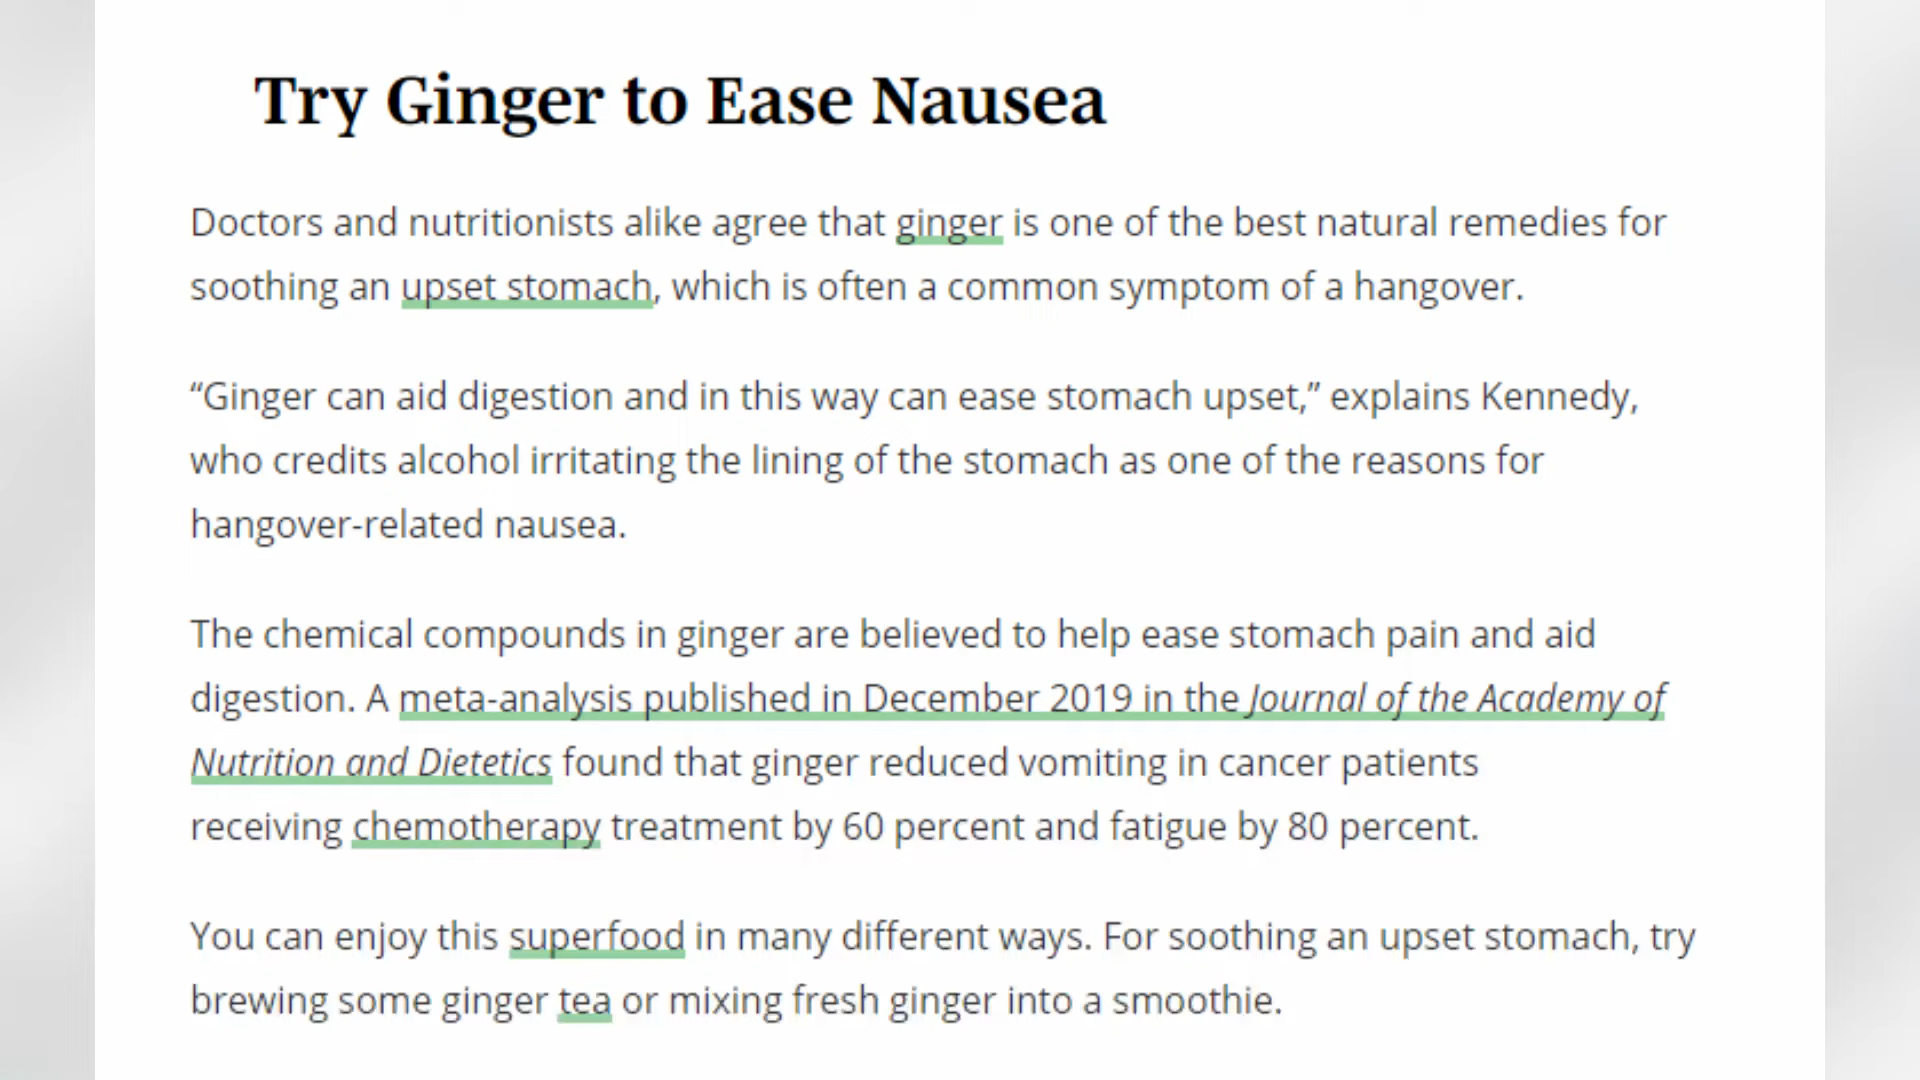 Try Ginger to Ease Nausea
Doctors and nutritionists alike agree that ginger is one of the best natural remedies for
soothing an upset stomach, which is often a common symptom of a hangover.
“Ginger can aid digestion and in this way can ease stomach upset,” explains Kennedy,
who credits alcohol irritating the lining of the stomach as one of the reasons for
hangover-related nausea.
The chemical compounds in ginger are believed to help ease stomach pain and aid
digestion. A meta-analysis published in December 2019 in the Journal of the Academy of
Nutrition and Dietetics found that ginger reduced vomiting in cancer patients
receiving chemotherapy treatment by 60 percent and fatigue by 80 percent.
You can enjoy this superfood in many different ways. For soothing an upset stomach, try
brewing some ginger tea or mixing fresh ginger into a smoothie.